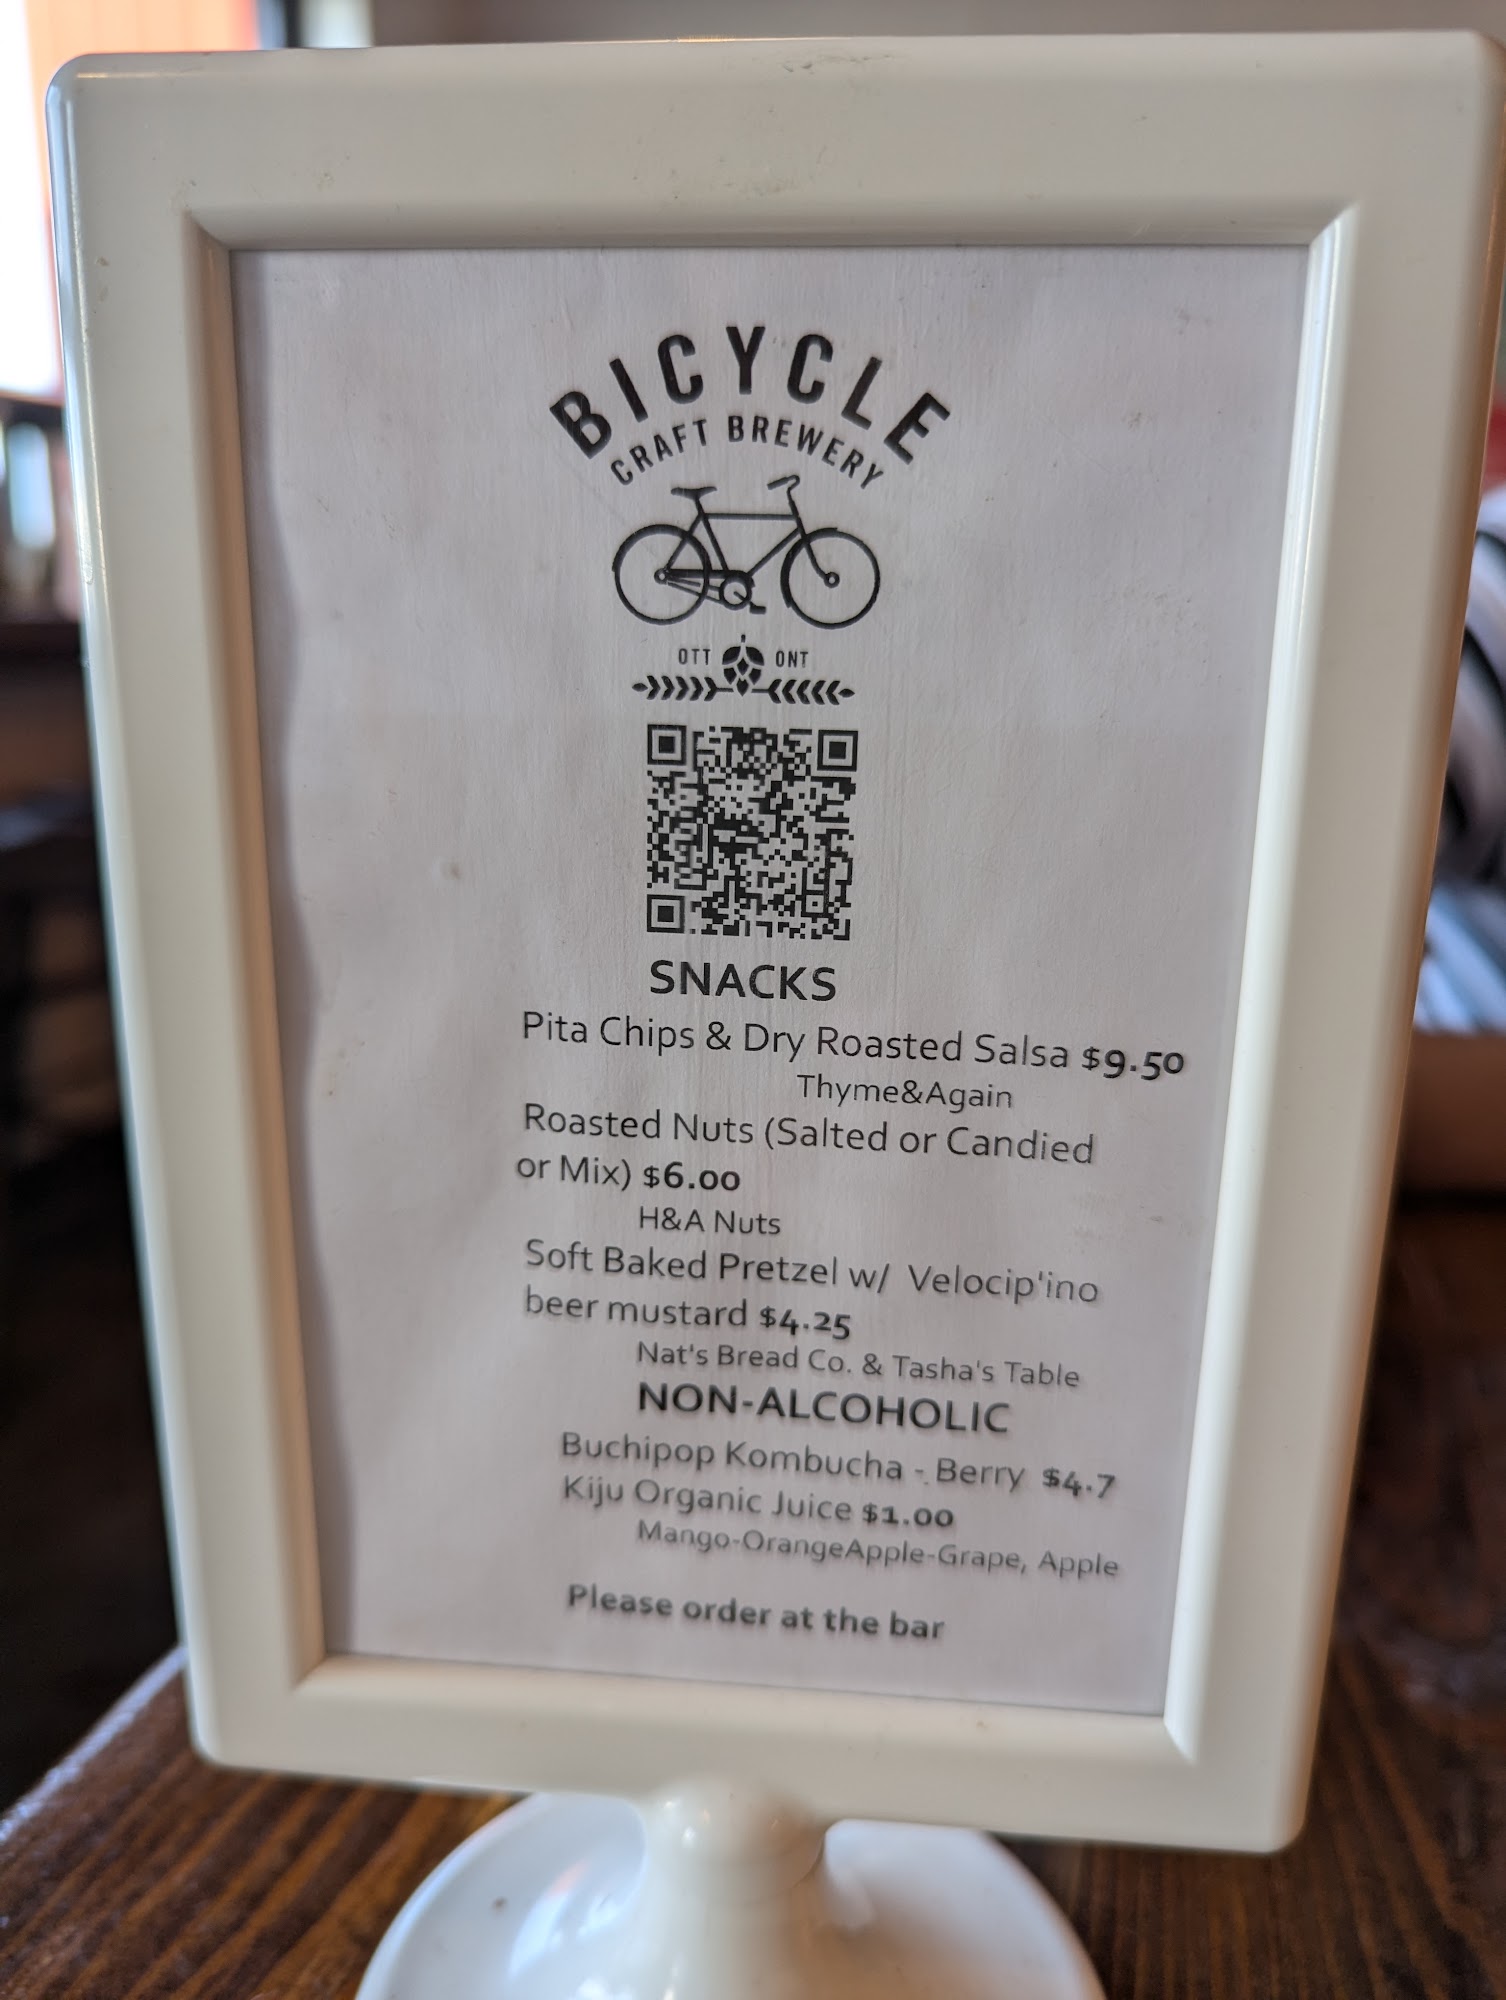 BICYCLE
CRAFT BREWERY
OTT ONT
SNACKS
Pita Chips & Dry Roasted Salsa $9.50
Thyme&Again
Roasted Nuts (Salted or Candied
or Mix) $6.00
H&A Nuts
Soft Baked Pretzel w/ Velocip'ino
beer mustard $4.25
Nat's Bread Co. & Tasha's Table
NON-ALCOHOLIC
Buchipop Kombucha - Berry $4.7
Kiju Organic Juice $1.00
Mango-OrangeApple-Grape, Apple
Please order at the bar